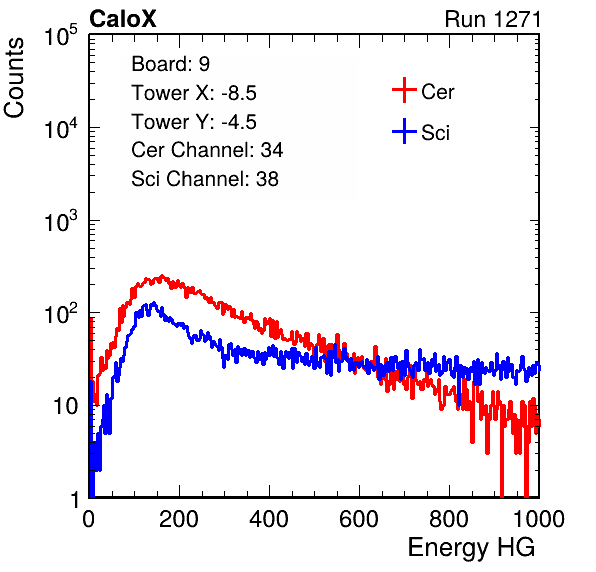 CaloX Run 1271
Counts
10^5
10^4
10^3
10^2
10
1
Board: 9
Tower X: -8.5
Tower Y: -4.5
Cer Channel: 34
Sci Channel: 38
Cer
Sci
0 200 400 600 800 1000
Energy HG